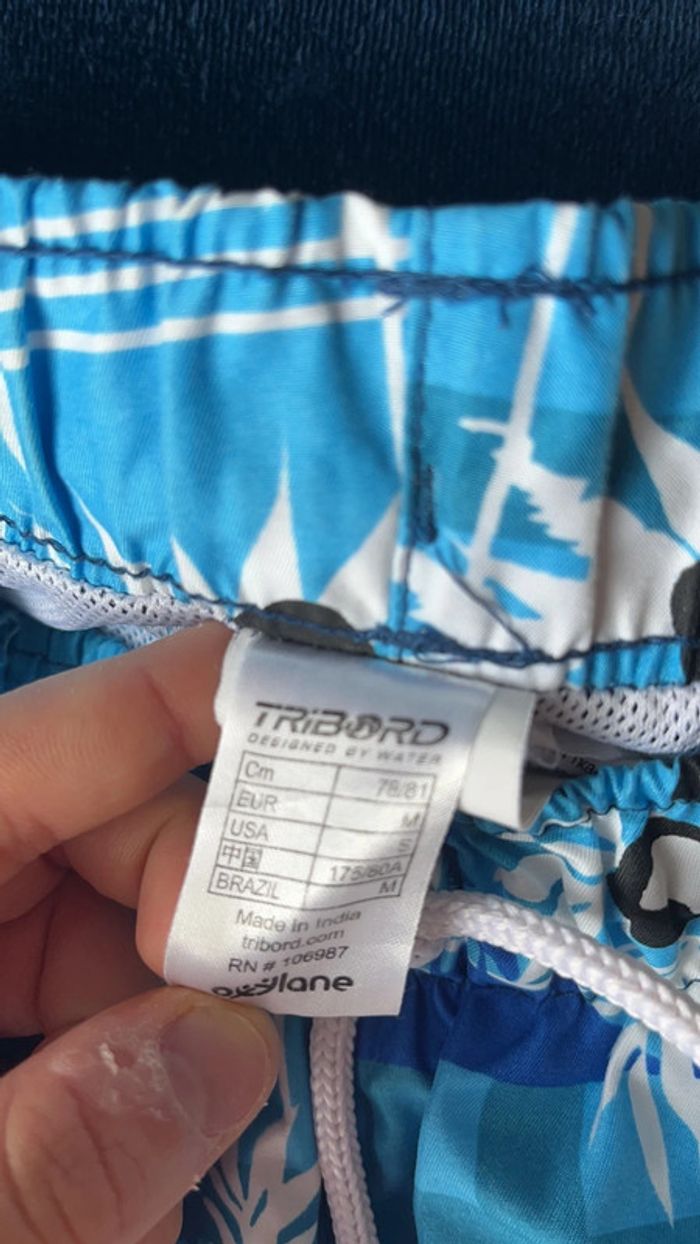 TRIBORD
DESIGNED BY WATER
Cm 78/81
EUR M
USA S
中国 175/80A
BRAZIL M
Made in India
tribord.com
RN # 106987
oxylane